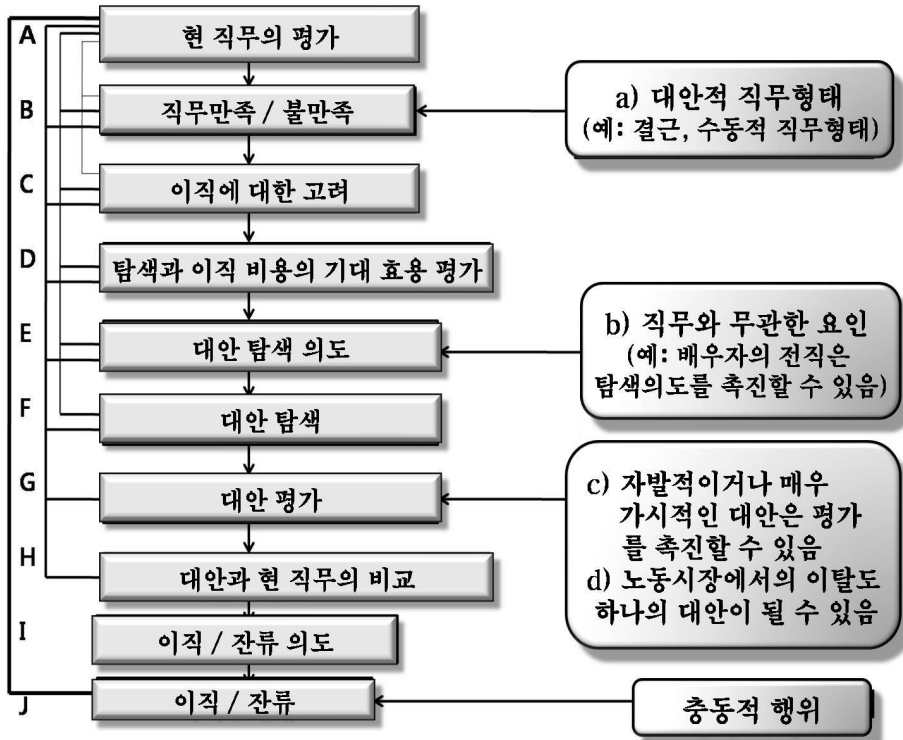 A
현 직무의 평가
B
직무만족 / 불만족
a) 대안적 직무형태
(예: 결근, 수동적 직무형태)
C
이직에 대한 고려
D
탐색과 이직 비용의 기대 효용 평가
E
대안 탐색 의도
b) 직무와 무관한 요인
(예: 배우자의 전직은
탐색의도를 촉진할 수 있음)
F
대안 탐색
G
대안 평가
c) 자발적이거나 매우
가시적인 대안은 평가
를 촉진할 수 있음
d) 노동시장에서의 이탈도
하나의 대안이 될 수 있음
H
대안과 현 직무의 비교
I
이직 / 잔류 의도
J
이직 / 잔류
충동적 행위